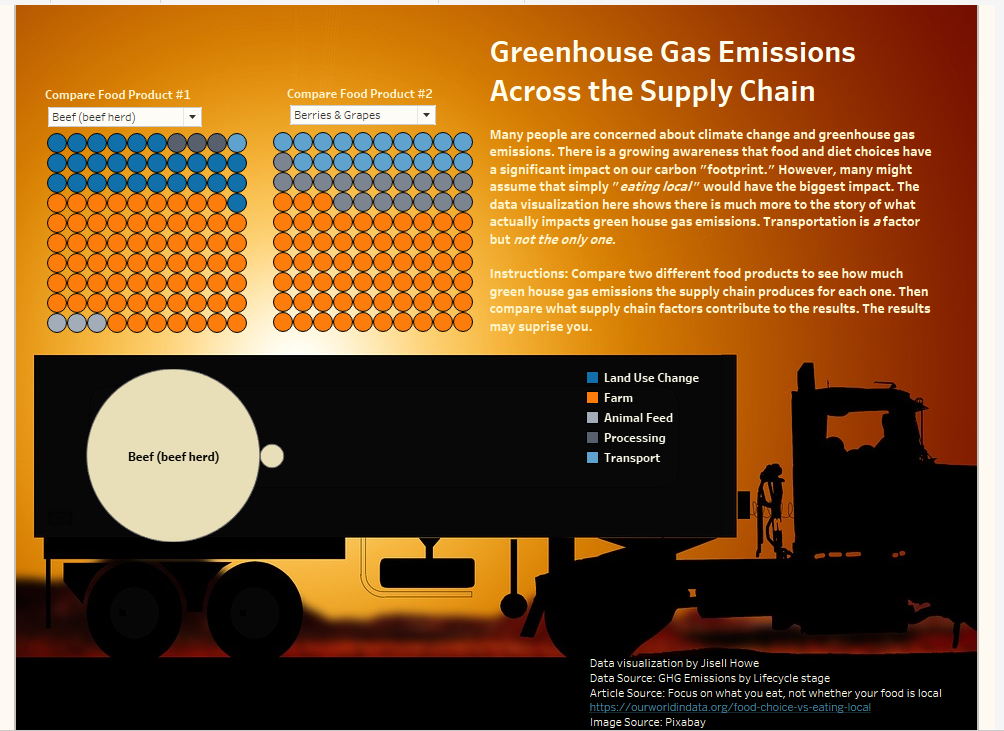 Greenhouse Gas Emissions
Across the Supply Chain
Compare Food Product #1
Beef (beef herd)
Compare Food Product #2
Berries & Grapes
Many people are concerned about climate change and greenhouse gas
emissions. There is a growing awareness that food and diet choices have
a significant impact on our carbon "footprint." However, many might
assume that simply "eating local" would have the biggest impact. The
data visualization here shows there is much more to the story of what
actually impacts green house gas emissions. Transportation is a factor
but not the only one.
Instructions: Compare two different food products to see how much
green house gas emissions the supply chain produces for each one. Then
compare what supply chain factors contribute to the results. The results
may suprise you.
Beef (beef herd)
Land Use Change
Farm
Animal Feed
Processing
Transport
Data visualization by Jisell Howe
Data Source: GHG Emissions by Lifecycle stage
Article Source: Focus on what you eat, not whether your food is local
https://ourworldindata.org/food-choice-vs-eating-local
Image Source: Pixabay